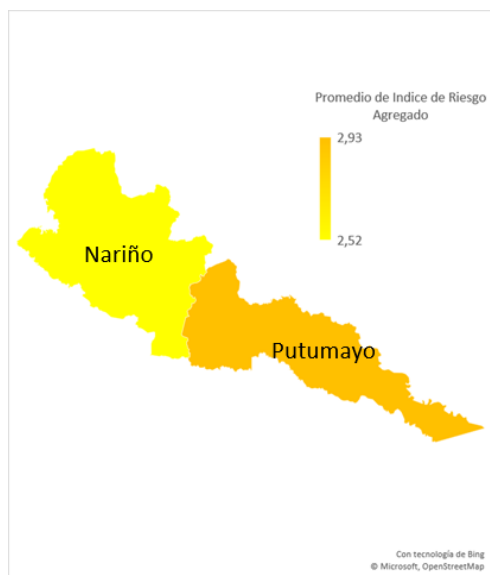 Promedio de Indice de Riesgo
Agregado
2,93
2,52
Nariño
Putumayo
Con tecnología de Bing
© Microsoft, OpenStreetMap